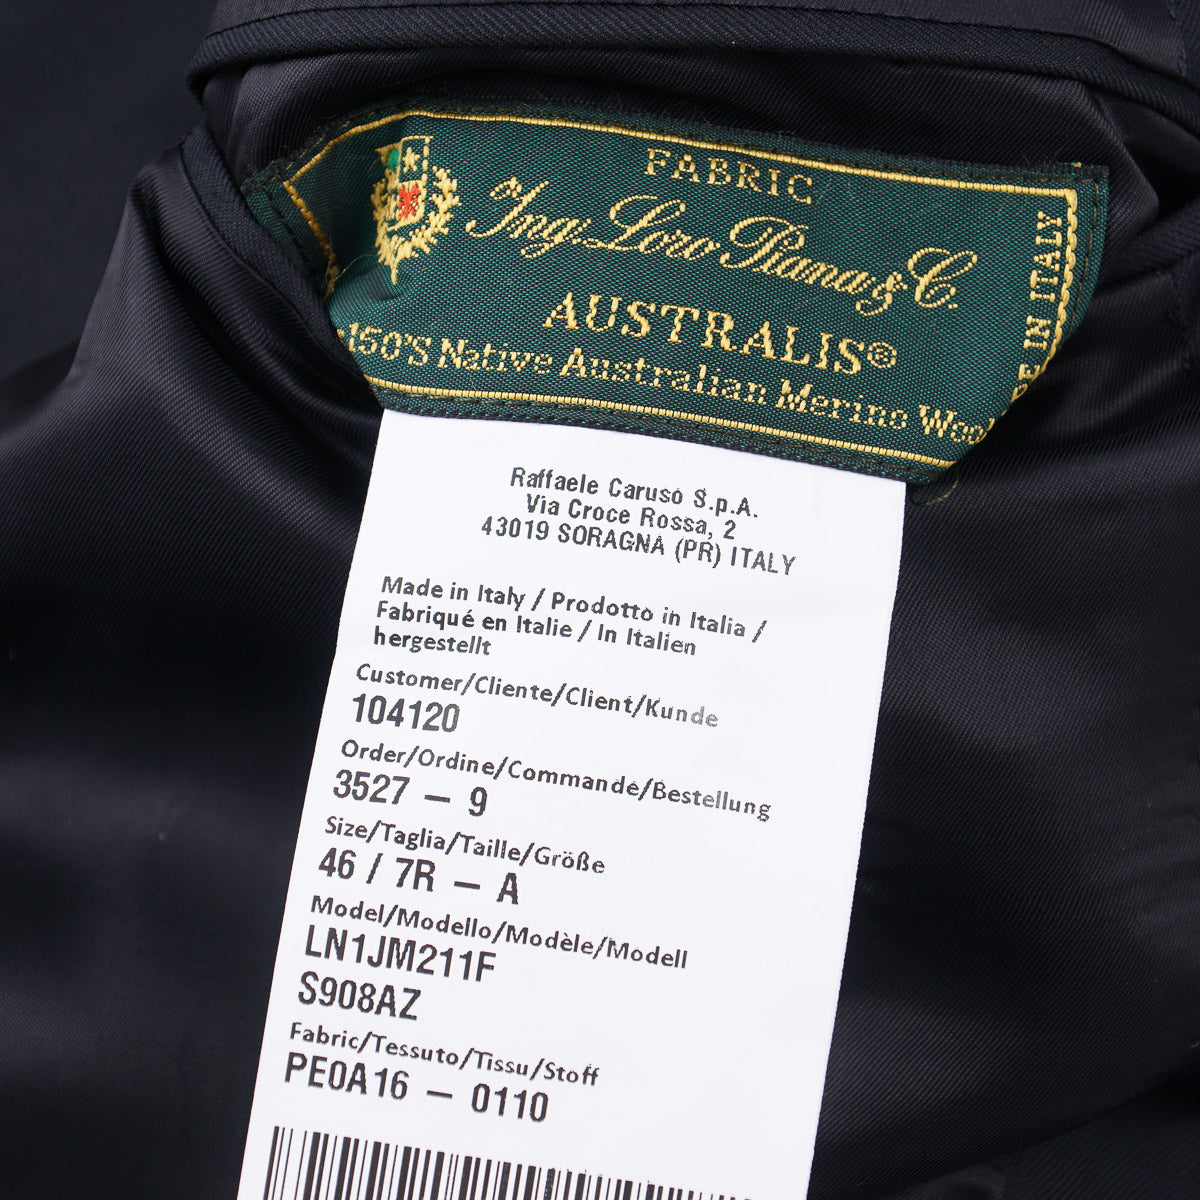 FABRIC
Ing. Loro Piana & C.
AUSTRALIS®
150'S Native Australian Merino Wool
IN ITALY
Raffaele Caruso S.p.A.
Via Croce Rossa, 2
43019 SORAGNA (PR) ITALY
Made in Italy / Prodotto in Italia /
Fabriqué en Italie / In Italien
hergestellt
Customer/Cliente/Client/Kunde
104120
Order/Ordine/Commande/Bestellung
3527 – 9
Size/Taglia/Taille/Größe
46 / 7R – A
Model/Modello/Modèle/Modell
LN1JM211F
S908AZ
Fabric/Tessuto/Tissu/Stoff
PE0A16 – 0110